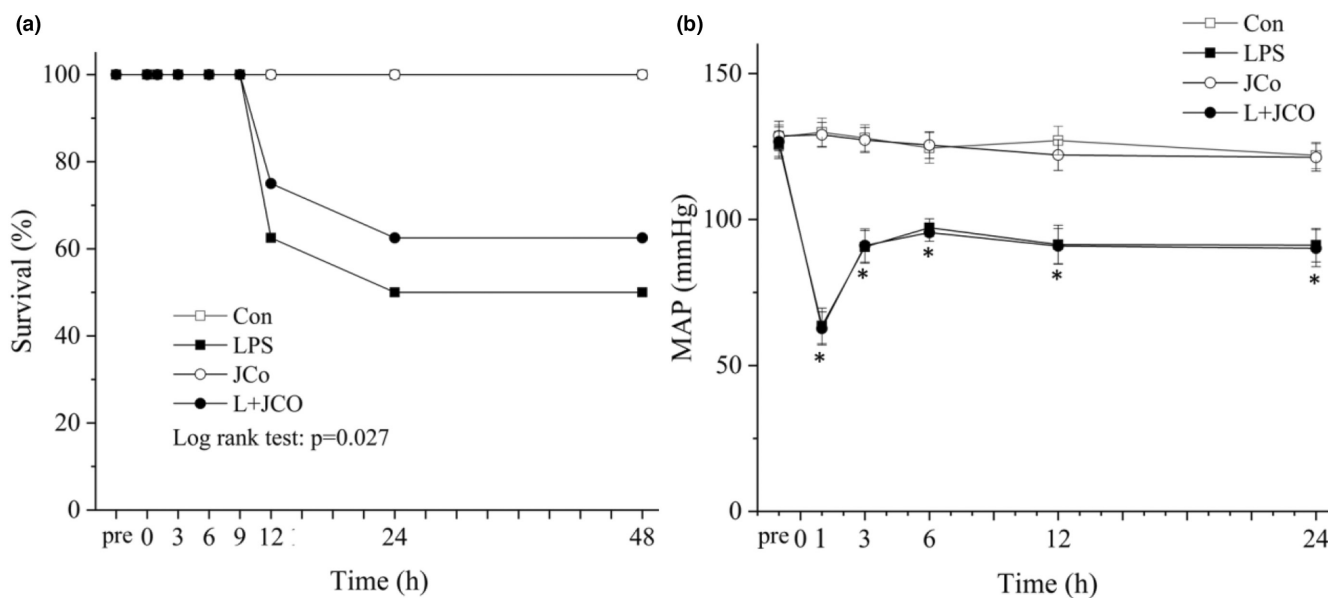 (a)
100
80
60
40
20
0
Survival (%)
Con
LPS
JCo
L+JCO
Log rank test: p=0.027
pre 0 3 6 9 12 24 48
Time (h)
(b)
Con
LPS
JCo
L+JCO
150
100
50
0
MAP (mmHg)
*
*
*
*
*
pre 0 1 3 6 12 24
Time (h)